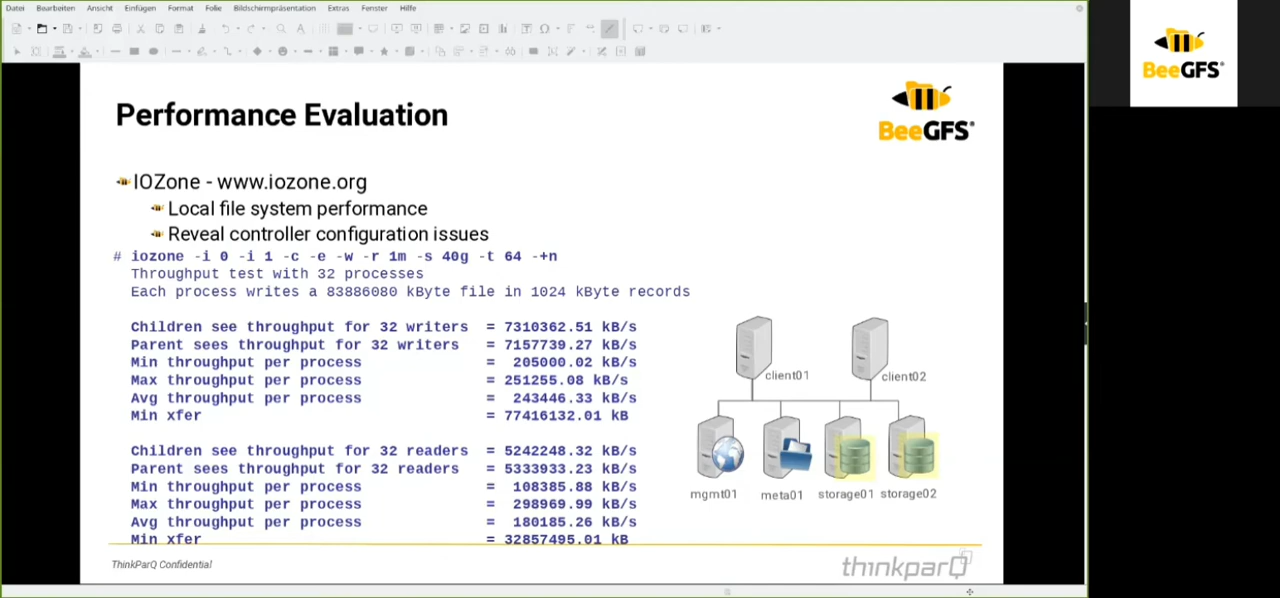 Datei Bearbeiten Ansicht Einfügen Format Folie Bildschirmpräsentation Extras Fenster Hilfe
BeeGFS®
Performance Evaluation
BeeGFS®
IOZone - www.iozone.org
Local file system performance
Reveal controller configuration issues
# iozone -i 0 -i 1 -c -e -w -r 1m -s 40g -t 64 -+n
Throughput test with 32 processes
Each process writes a 83886080 kByte file in 1024 kByte records
Children see throughput for 32 writers = 7310362.51 kB/s
Parent sees throughput for 32 writers = 7157739.27 kB/s
Min throughput per process = 205000.02 kB/s
Max throughput per process = 251255.08 kB/s
Avg throughput per process = 243446.33 kB/s
Min xfer = 77416132.01 kB
Children see throughput for 32 readers = 5242248.32 kB/s
Parent sees throughput for 32 readers = 5333933.23 kB/s
Min throughput per process = 108385.88 kB/s
Max throughput per process = 298969.99 kB/s
Avg throughput per process = 180185.26 kB/s
Min xfer = 32857495.01 kB
client01 client02
mgmt01 meta01 storage01 storage02
ThinkParQ Confidential
thinkparQ